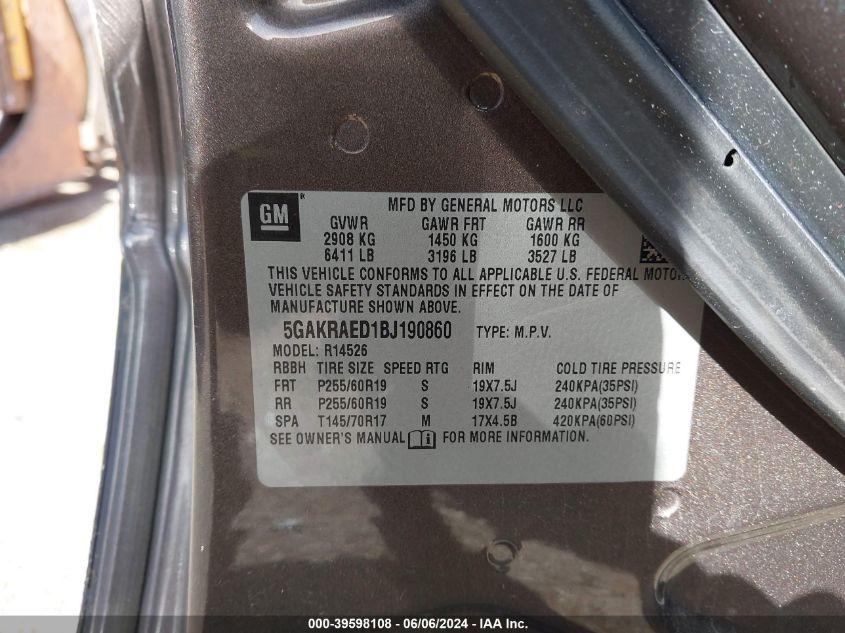 GM ®
MFD BY GENERAL MOTORS LLC
GVWR GAWR FRT GAWR RR
2908 KG 1450 KG 1600 KG
6411 LB 3196 LB 3527 LB
THIS VEHICLE CONFORMS TO ALL APPLICABLE U.S. FEDERAL MOTOR
VEHICLE SAFETY STANDARDS IN EFFECT ON THE DATE OF
MANUFACTURE SHOWN ABOVE.
5GAKRAED1BJ190860 TYPE: M.P.V.
MODEL: R14526
RBBH TIRE SIZE SPEED RTG RIM COLD TIRE PRESSURE
FRT P255/60R19 S 19X7.5J 240KPA(35PSI)
RR P255/60R19 S 19X7.5J 240KPA(35PSI)
SPA T145/70R17 M 17X4.5B 420KPA(60PSI)
SEE OWNER'S MANUAL FOR MORE INFORMATION.
000-39598108 - 06/06/2024 - IAA Inc.